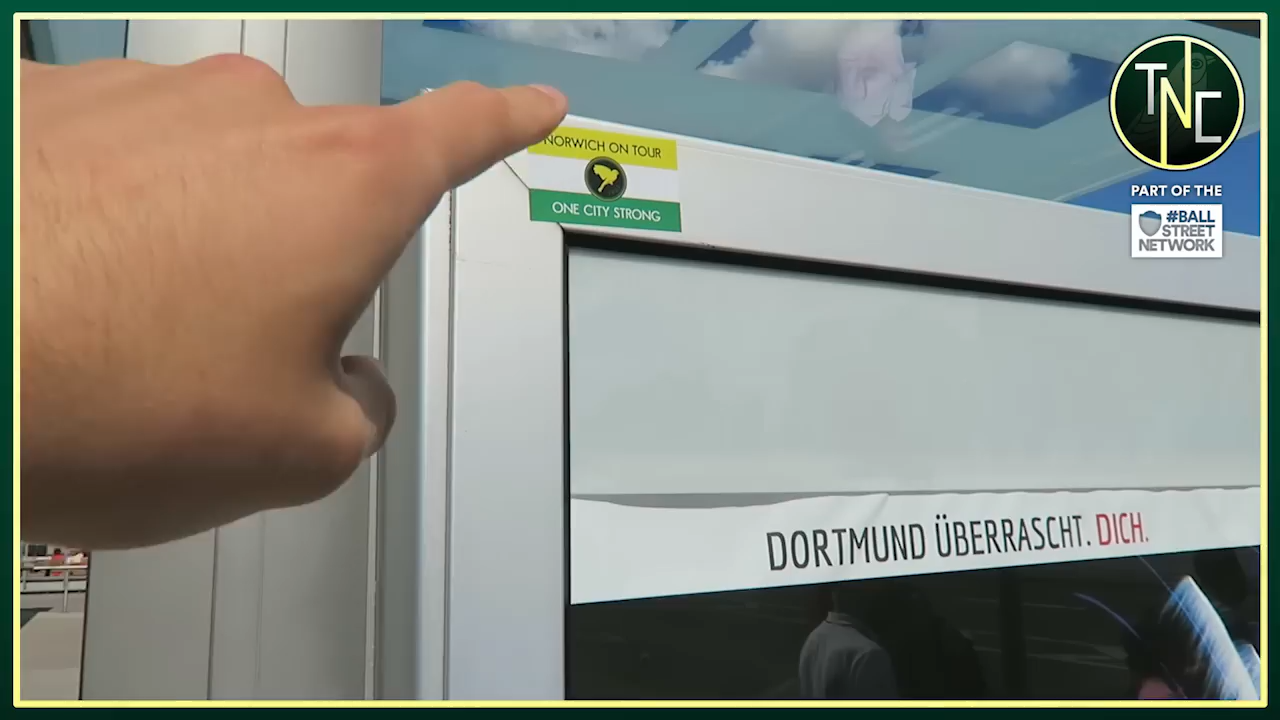 NORWICH ON TOUR
ONE CITY STRONG
TNC
PART OF THE
#BALL
STREET
NETWORK
DORTMUND ÜBERRASCHT. DICH.